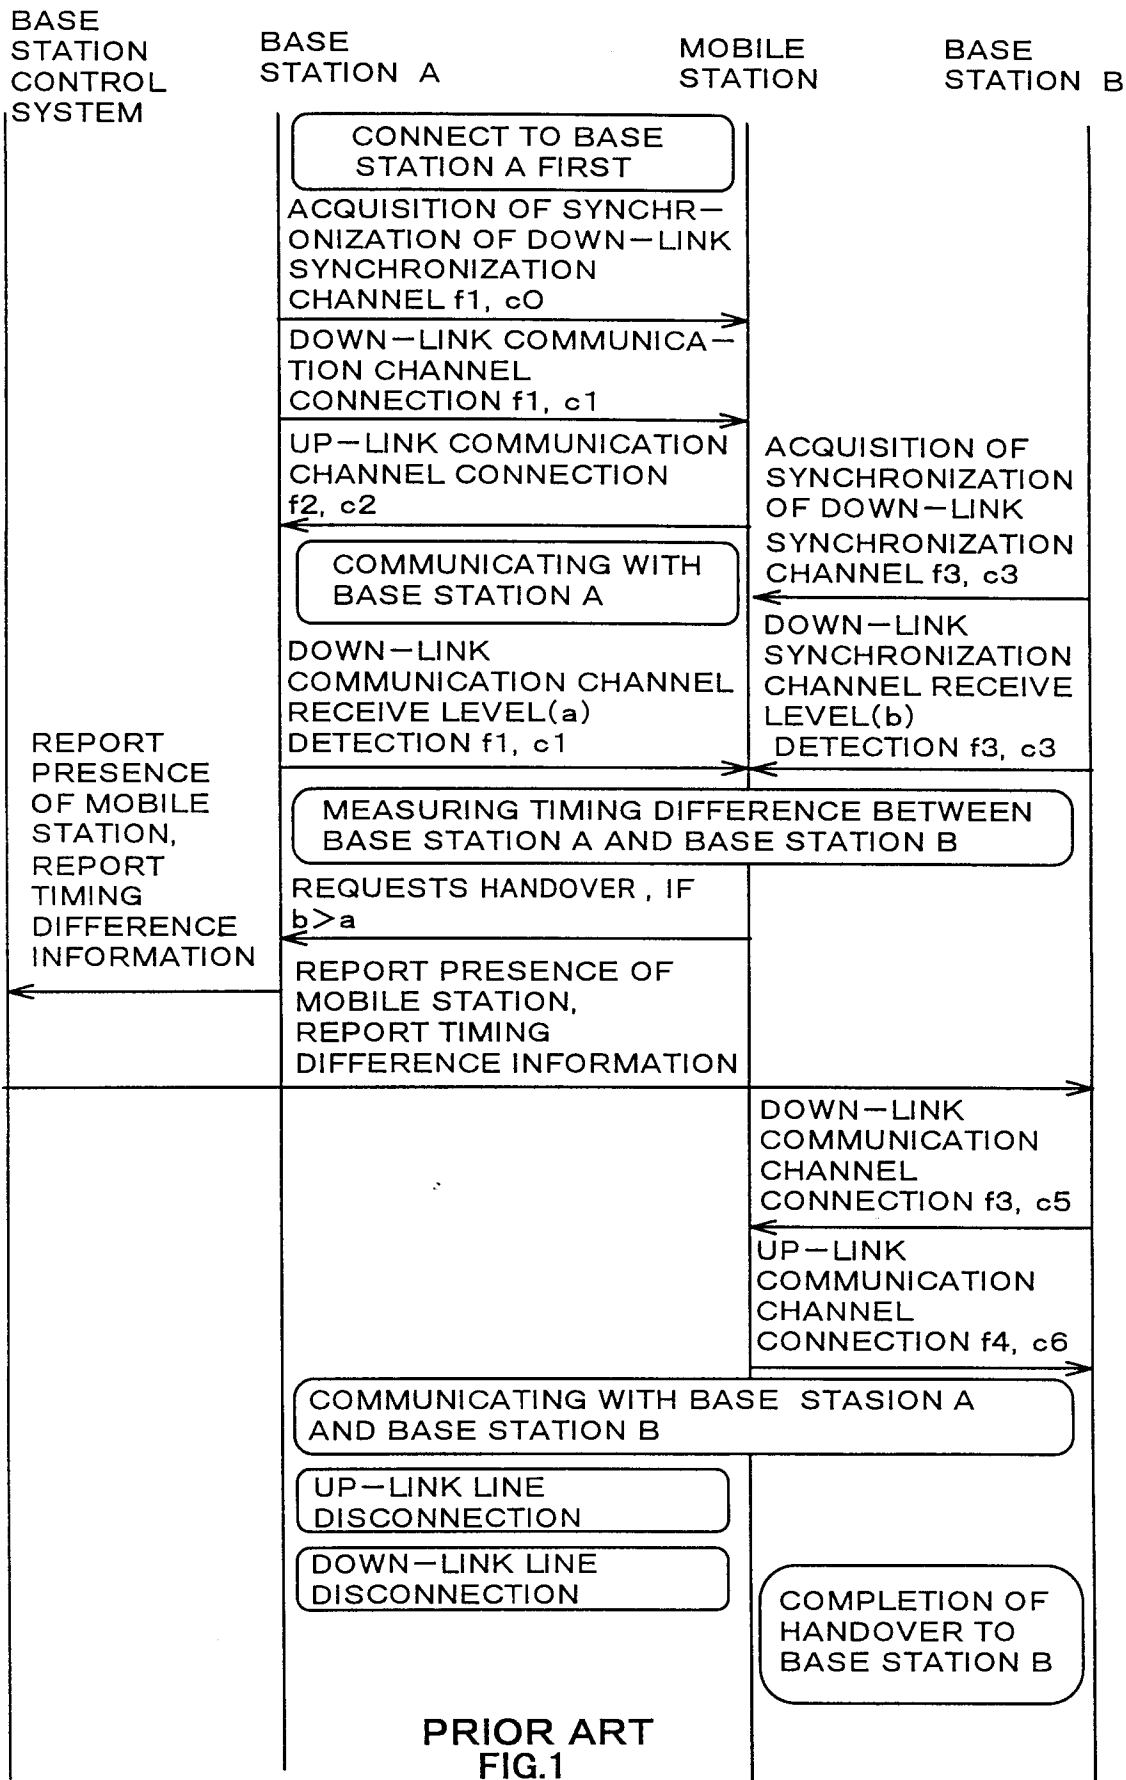 BASE
STATION
CONTROL
SYSTEM
BASE
STATION A
MOBILE
STATION
BASE
STATION B
CONNECT TO BASE
STATION A FIRST
ACQUISITION OF SYNCHR—
ONIZATION OF DOWN—LINK
SYNCHRONIZATION
CHANNEL f1, c0
DOWN—LINK COMMUNICA—
TION CHANNEL
CONNECTION f1, c1
UP—LINK COMMUNICATION
CHANNEL CONNECTION
f2, c2
ACQUISITION OF
SYNCHRONIZATION
OF DOWN—LINK
SYNCHRONIZATION
CHANNEL f3, c3
COMMUNICATING WITH
BASE STATION A
DOWN—LINK
COMMUNICATION CHANNEL
RECEIVE LEVEL(a)
DETECTION f1, c1
DOWN—LINK
SYNCHRONIZATION
CHANNEL RECEIVE
LEVEL(b)
DETECTION f3, c3
MEASURING TIMING DIFFERENCE BETWEEN
BASE STATION A AND BASE STATION B
REQUESTS HANDOVER , IF
b>a
REPORT
PRESENCE
OF MOBILE
STATION,
REPORT
TIMING
DIFFERENCE
INFORMATION
REPORT PRESENCE OF
MOBILE STATION,
REPORT TIMING
DIFFERENCE INFORMATION
DOWN—LINK
COMMUNICATION
CHANNEL
CONNECTION f3, c5
UP—LINK
COMMUNICATION
CHANNEL
CONNECTION f4, c6
COMMUNICATING WITH BASE STASION A
AND BASE STATION B
UP—LINK LINE
DISCONNECTION
DOWN—LINK LINE
DISCONNECTION
COMPLETION OF
HANDOVER TO
BASE STATION B
PRIOR ART
FIG.1